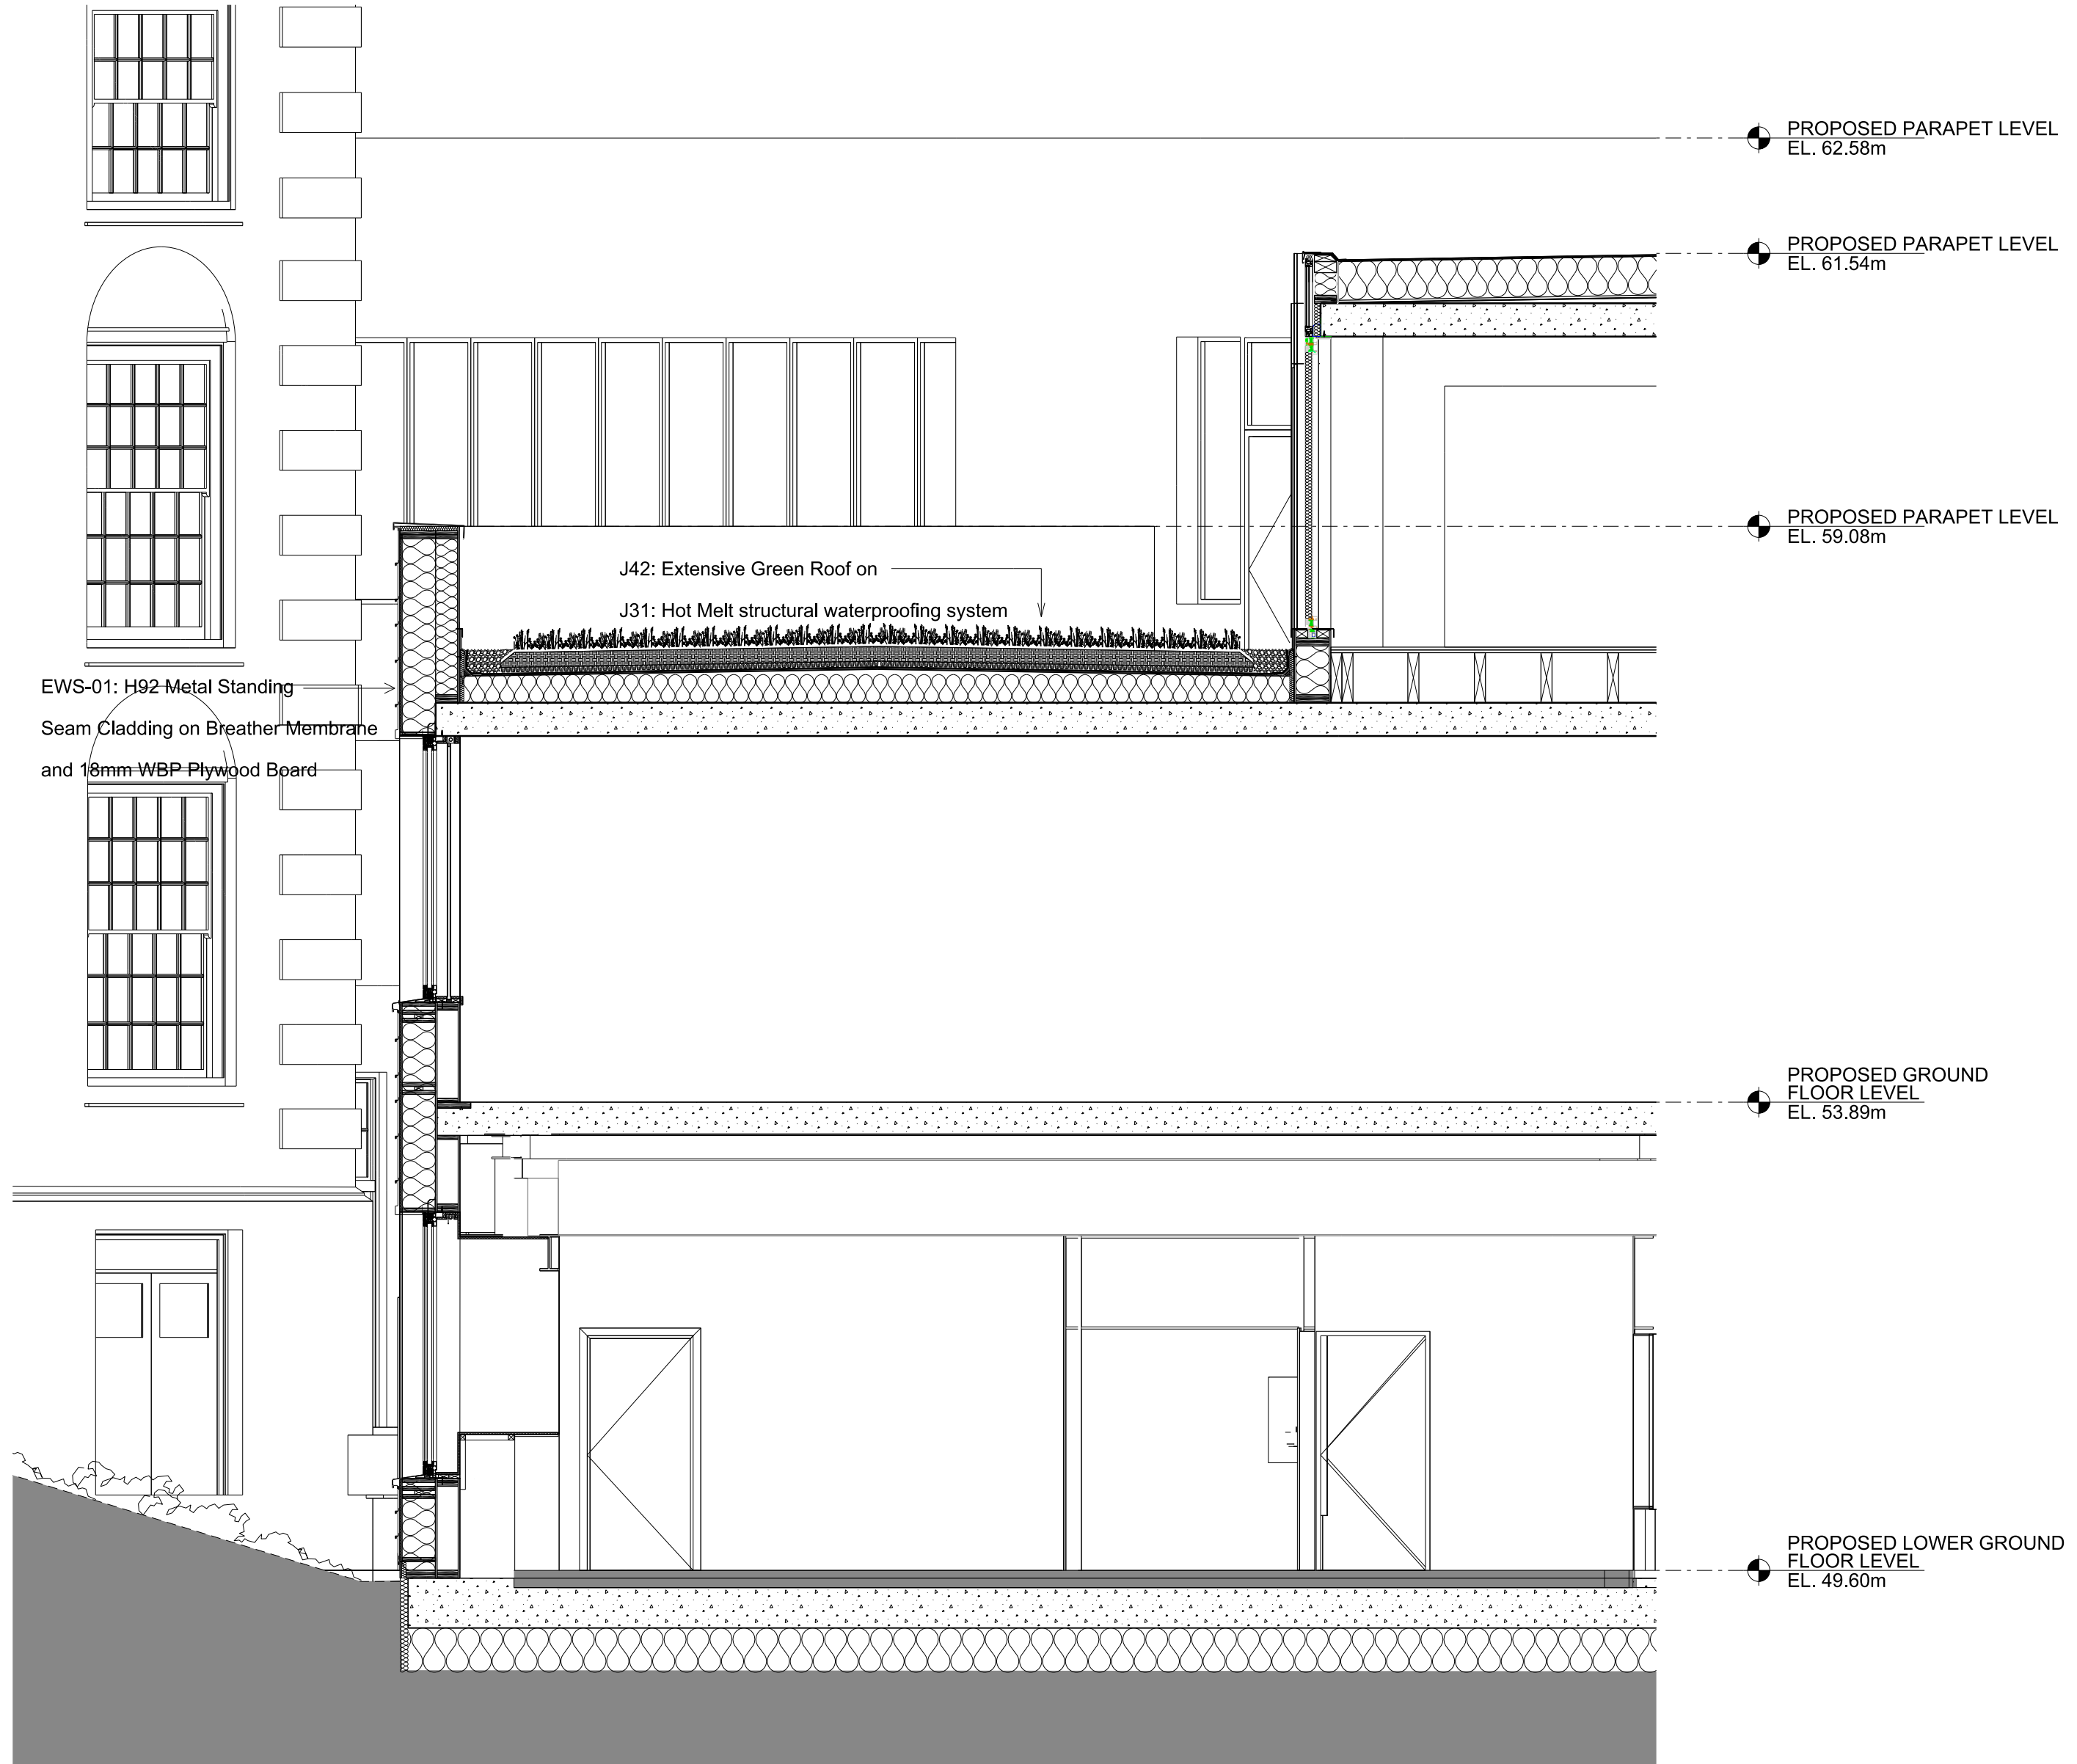 PROPOSED PARAPET LEVEL
EL. 62.58m
PROPOSED PARAPET LEVEL
EL. 61.54m
PROPOSED PARAPET LEVEL
EL. 59.08m
J42: Extensive Green Roof on
J31: Hot Melt structural waterproofing system
EWS-01: H92 Metal Standing
Seam Cladding on Breather Membrane
and 18mm WBP Plywood Board
PROPOSED GROUND
FLOOR LEVEL
EL. 53.89m
PROPOSED LOWER GROUND
FLOOR LEVEL
EL. 49.60m